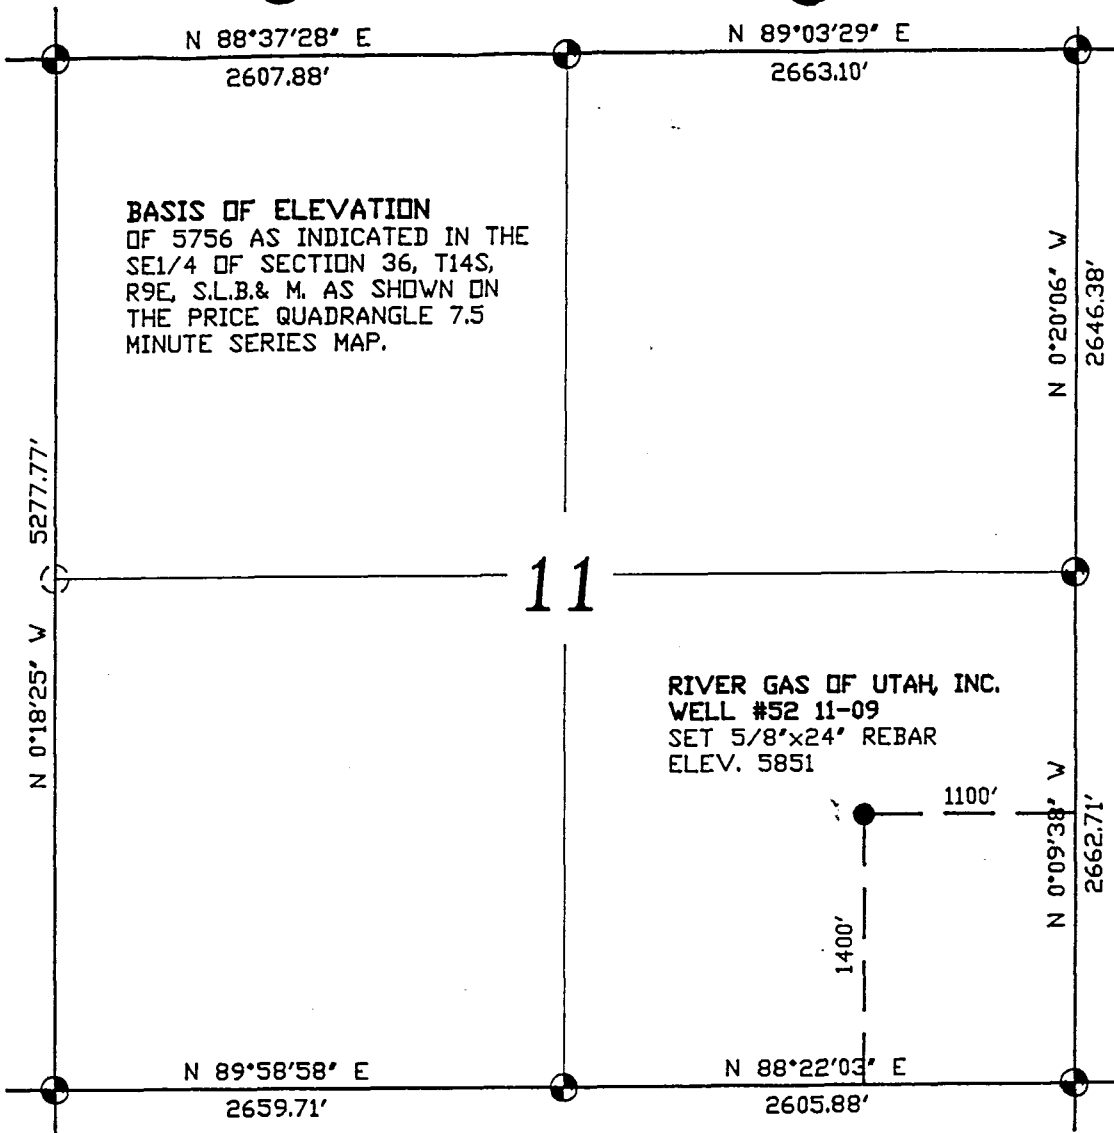 N 88°37'28" E
2607.88'
N 89°03'29" E
2663.10'
BASIS OF ELEVATION
OF 5756 AS INDICATED IN THE
SE1/4 OF SECTION 36, T14S,
R9E, S.L.B.& M. AS SHOWN ON
THE PRICE QUADRANGLE 7.5
MINUTE SERIES MAP.
N 0°20'06" W
2646.38'
5277.77'
N 0°18'25" W
11
RIVER GAS OF UTAH, INC.
WELL #52 11-09
SET 5/8"x24" REBAR
ELEV. 5851
1100'
1400'
N 0°09'38" W
2662.71'
N 89°58'58" E
2659.71'
N 88°22'03" E
2605.88'